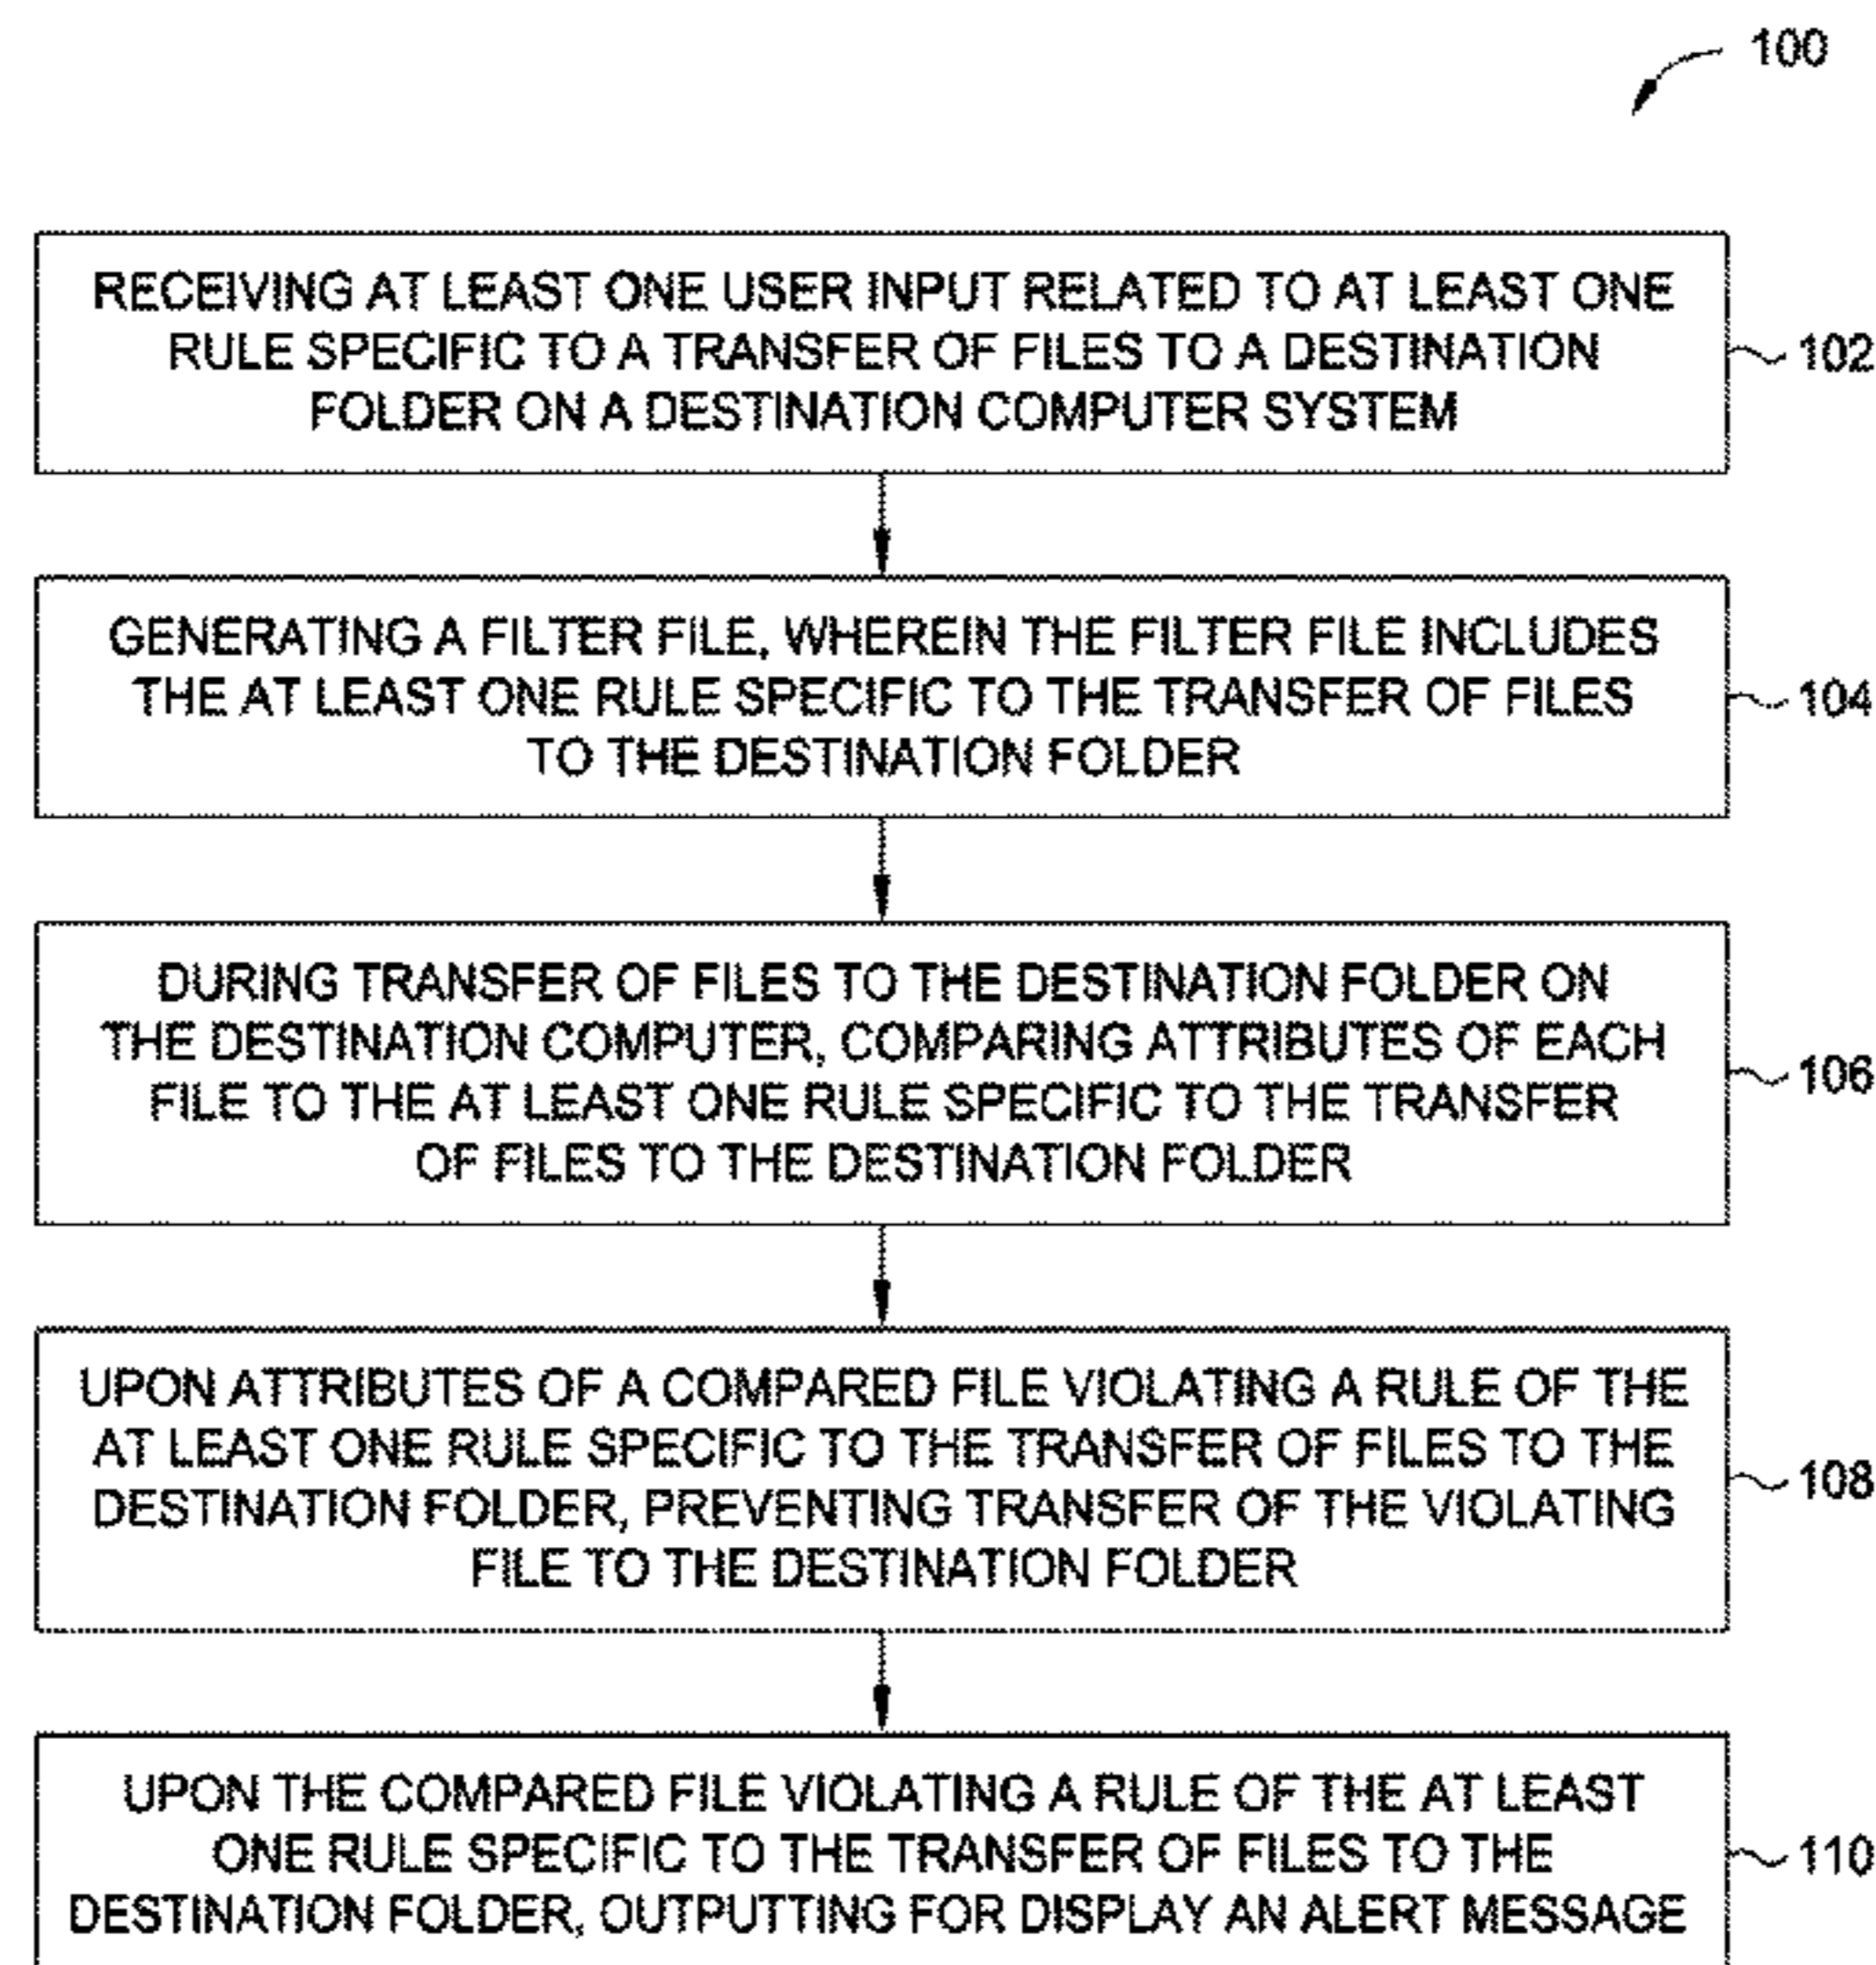 100
RECEIVING AT LEAST ONE USER INPUT RELATED TO AT LEAST ONE
RULE SPECIFIC TO A TRANSFER OF FILES TO A DESTINATION
FOLDER ON A DESTINATION COMPUTER SYSTEM
102
GENERATING A FILTER FILE, WHEREIN THE FILTER FILE INCLUDES
THE AT LEAST ONE RULE SPECIFIC TO THE TRANSFER OF FILES
TO THE DESTINATION FOLDER
104
DURING TRANSFER OF FILES TO THE DESTINATION FOLDER ON
THE DESTINATION COMPUTER, COMPARING ATTRIBUTES OF EACH
FILE TO THE AT LEAST ONE RULE SPECIFIC TO THE TRANSFER
OF FILES TO THE DESTINATION FOLDER
106
UPON ATTRIBUTES OF A COMPARED FILE VIOLATING A RULE OF THE
AT LEAST ONE RULE SPECIFIC TO THE TRANSFER OF FILES TO THE
DESTINATION FOLDER, PREVENTING TRANSFER OF THE VIOLATING
FILE TO THE DESTINATION FOLDER
108
UPON THE COMPARED FILE VIOLATING A RULE OF THE AT LEAST
ONE RULE SPECIFIC TO THE TRANSFER OF FILES TO THE
DESTINATION FOLDER, OUTPUTTING FOR DISPLAY AN ALERT MESSAGE
110